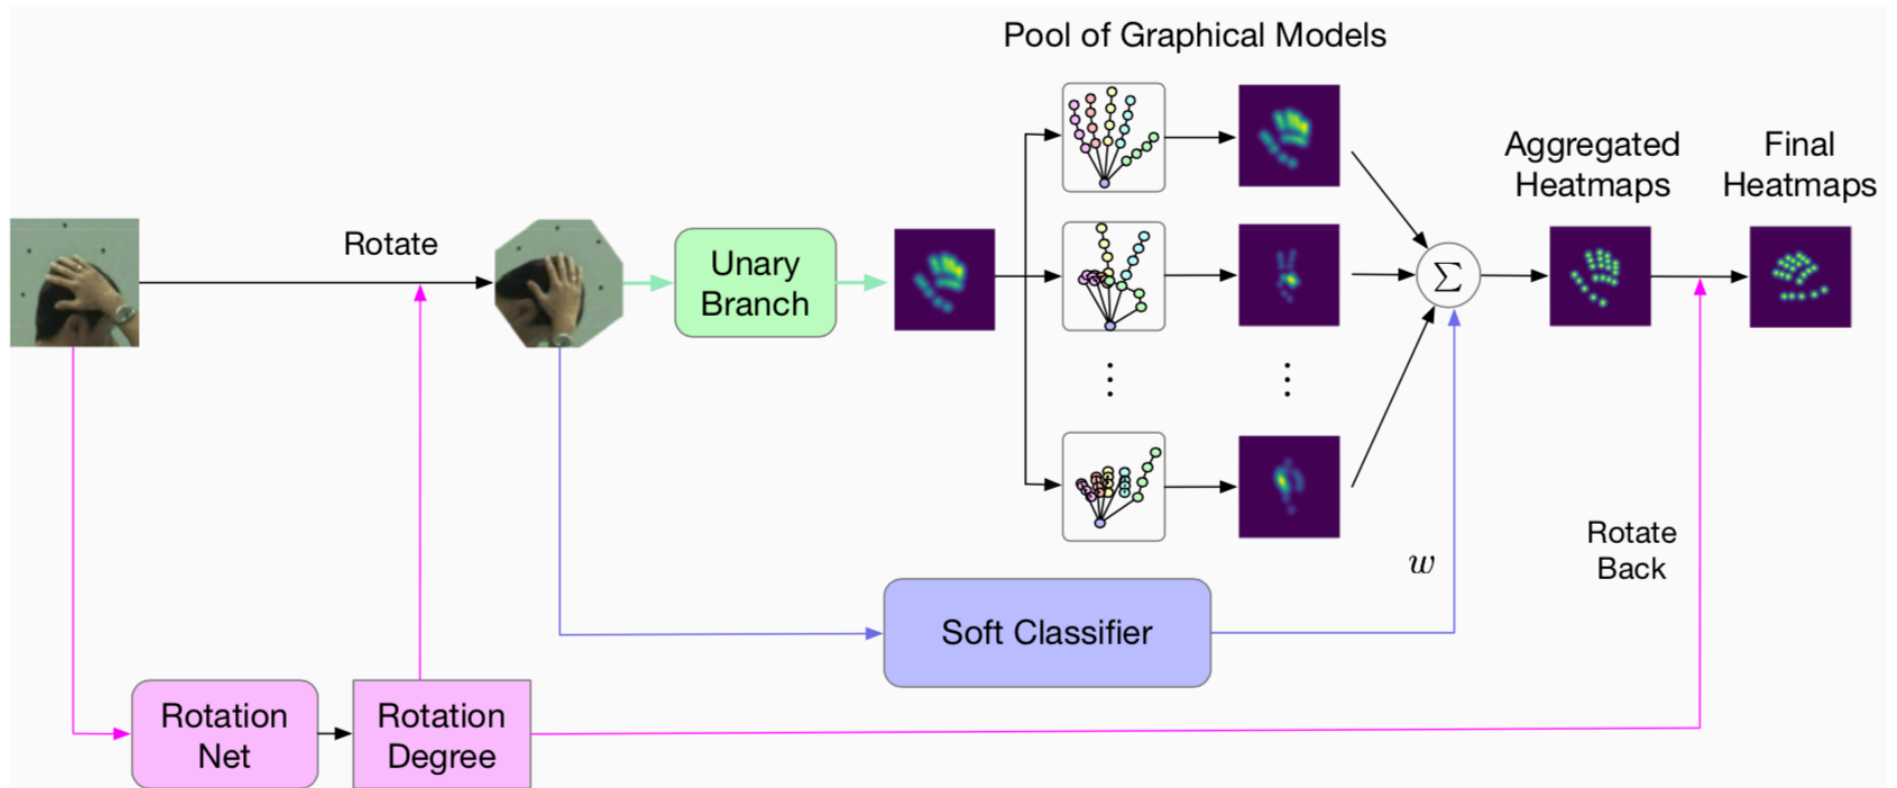 Pool of Graphical Models
Aggregated
Heatmaps
Final
Heatmaps
Rotate
Unary
Branch
Σ
Rotate
Back
w
Soft Classifier
Rotation
Net
Rotation
Degree